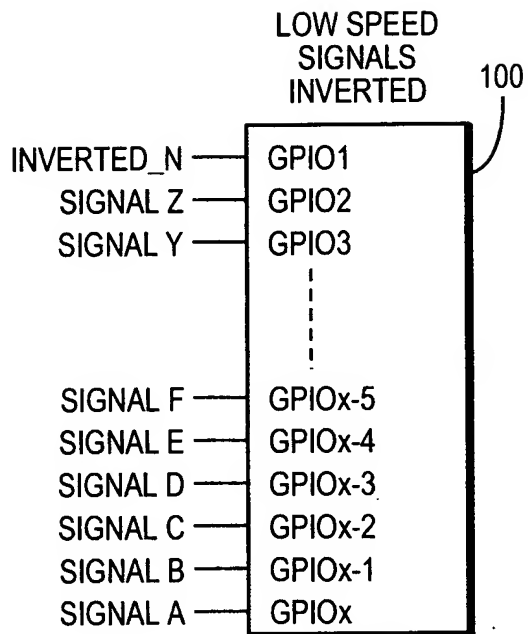 LOW SPEED
SIGNALS
INVERTED
100
INVERTED_N GPIO1
SIGNAL Z GPIO2
SIGNAL Y GPIO3
SIGNAL F GPIOx-5
SIGNAL E GPIOx-4
SIGNAL D GPIOx-3
SIGNAL C GPIOx-2
SIGNAL B GPIOx-1
SIGNAL A GPIOx